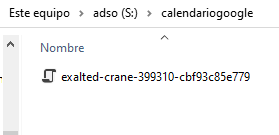 Este equipo > adso (S:) > calendariogoogle
Nombre
exalted-crane-399310-cbf93c85e779